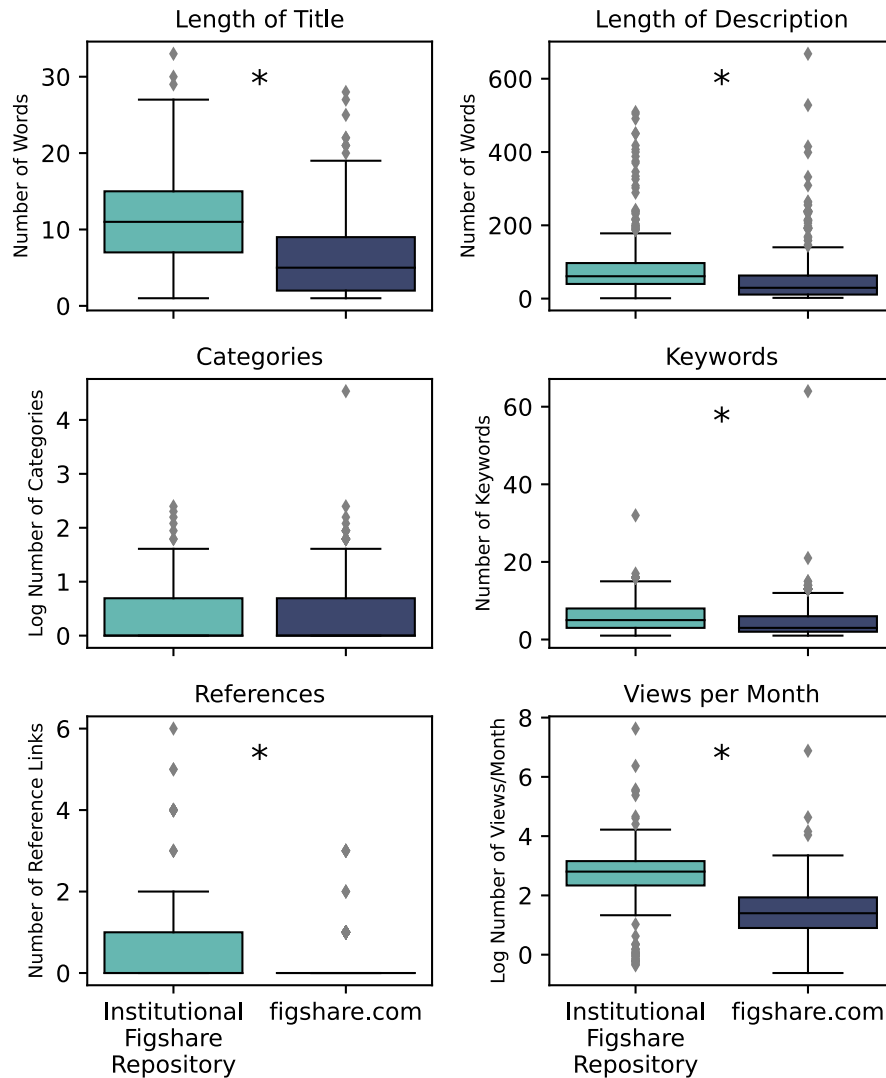 Length of Title
Length of Description
Number of Words
30
20
10
0
*
Number of Words
600
400
200
0
*
Categories
Keywords
Log Number of Categories
4
3
2
1
0
Number of Keywords
60
40
20
0
*
References
Views per Month
Number of Reference Links
6
4
2
0
*
Log Number of Views/Month
8
6
4
2
0
*
Institutional
Figshare
Repository
figshare.com
Institutional
Figshare
Repository
figshare.com